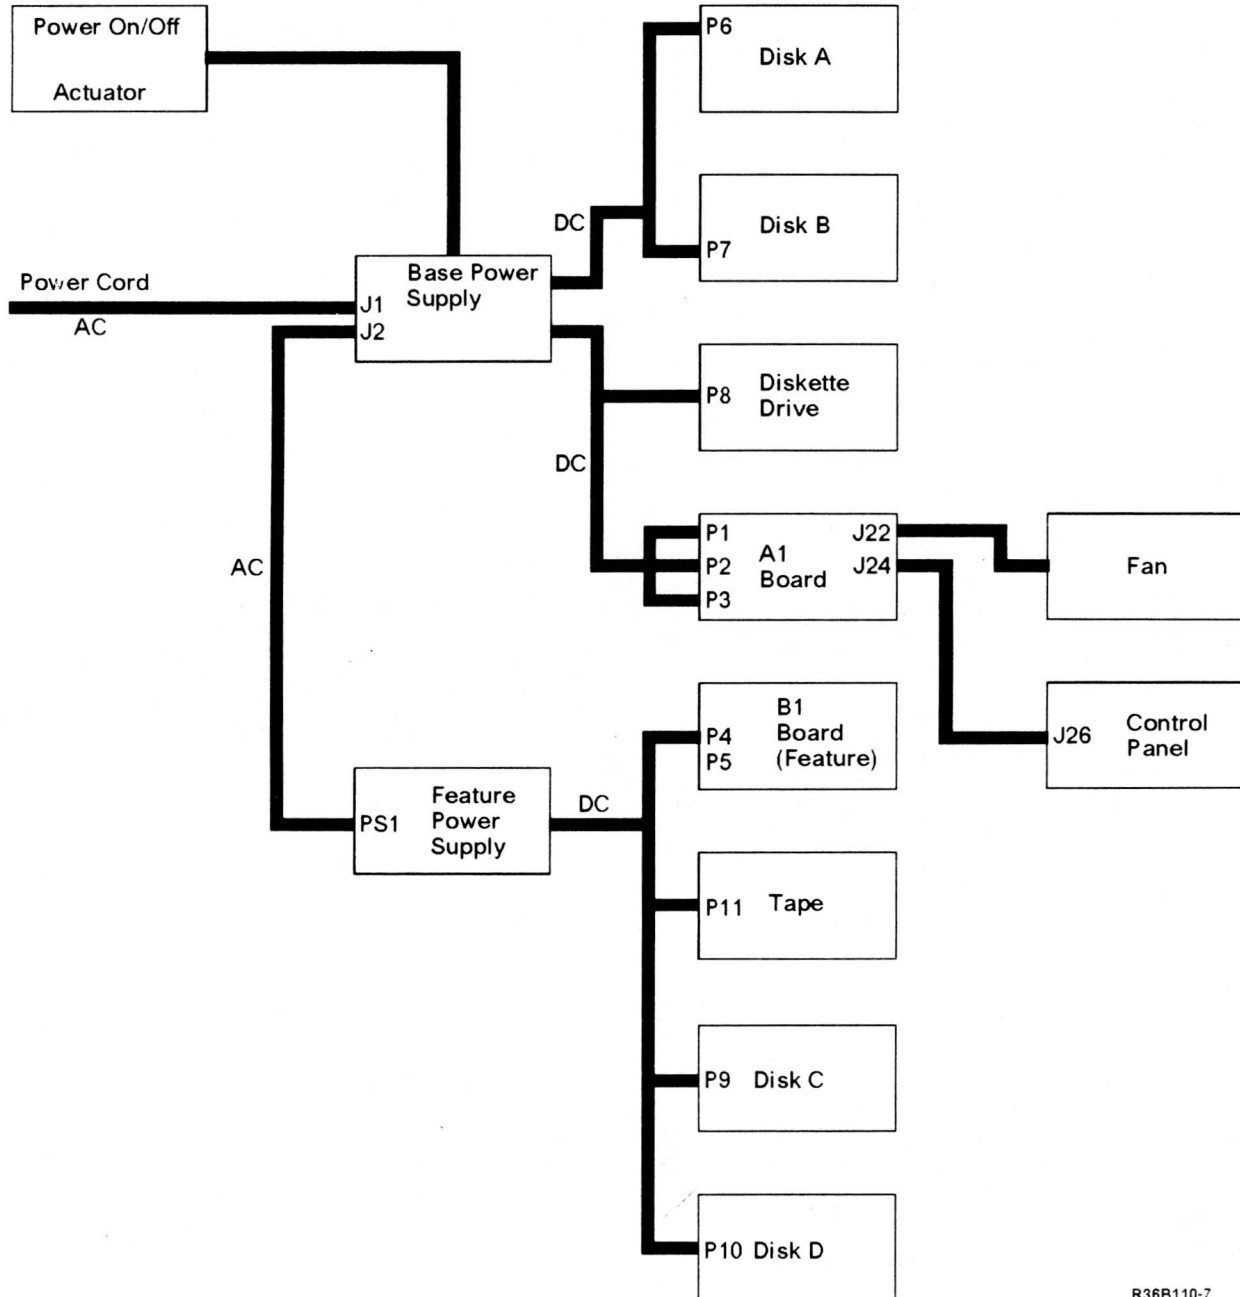 Power On/Off
Actuator
P6
Disk A
Disk B
P7
DC
Power Cord
AC
J1
J2
Base Power
Supply
P8
Diskette
Drive
DC
AC
P1
P2
P3
A1
Board
J22
J24
Fan
B1
Board
(Feature)
P4
P5
J26
Control
Panel
PS1
Feature
Power
Supply
DC
P11
Tape
P9
Disk C
P10
Disk D
R36B110-7